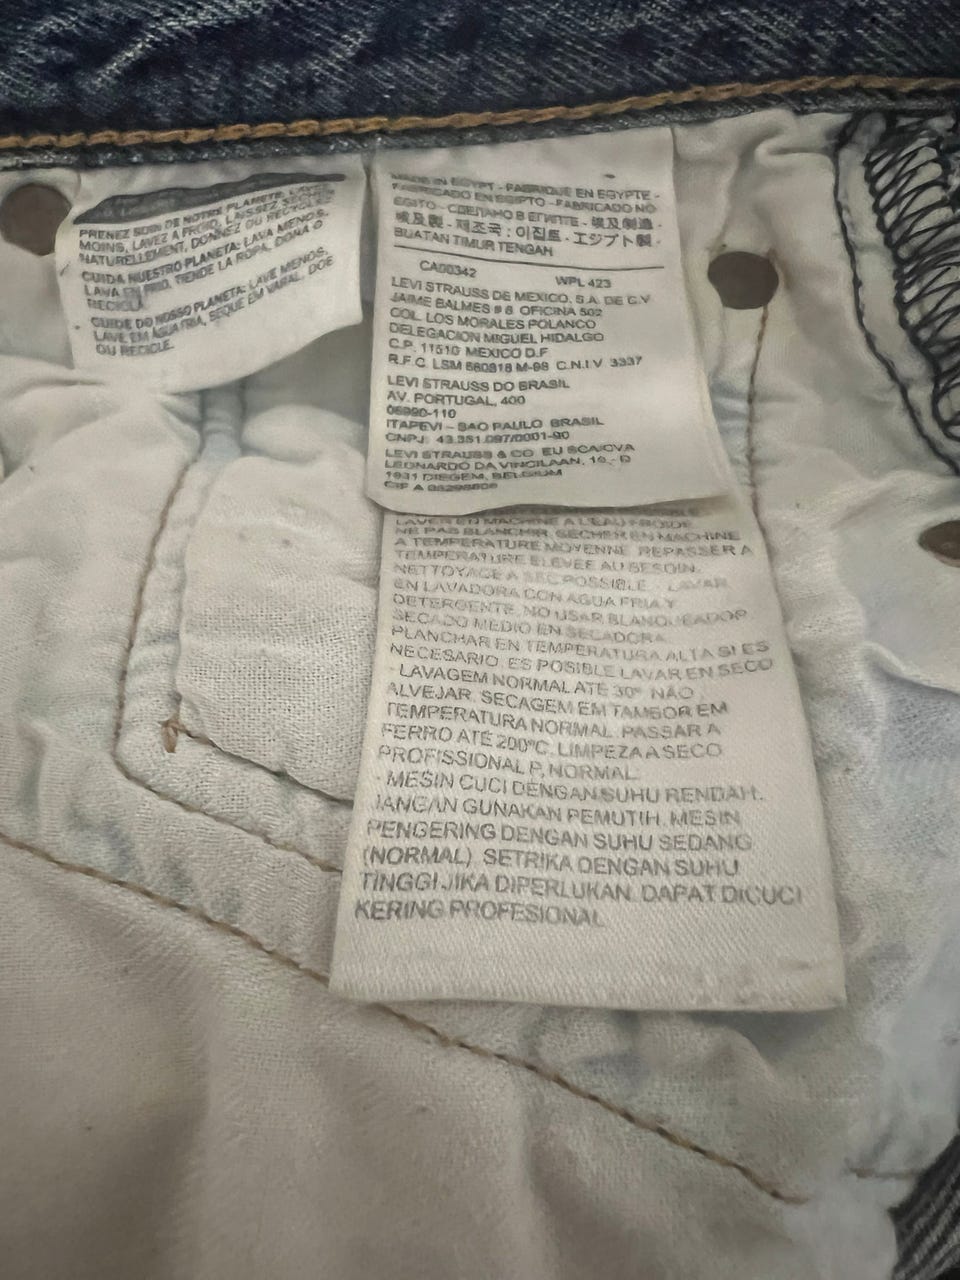 PRENEZ SOIN DE NOTRE PLANETE: LAVEZ
MOINS, LAVEZ A FROID, LAISSEZ SECHER
NATURELLEMENT, DONNEZ OU RECYCLEZ
CUIDA NUESTRO PLANETA: LAVA MENOS,
LAVA EN FRIO, TIENDE LA ROPA, DONA O
RECICLA
CUIDE DO NOSSO PLANETA: LAVE MENOS,
LAVE EM AGUA FRIA, SEQUE EM VARAL, DOE
OU RECICLE.
MADE IN EGYPT - FABRIQUE EN EGYPTE -
FABRICADO EN EGIPTO - FABRICADO NO
EGITO - СДЕЛАНО В ЕГИПТЕ - 埃及制造 -
埃及製 - 제조국 : 이집트 - エジプト製 -
BUATAN TIMUR TENGAH
CA00342 WPL 423
LEVI STRAUSS DE MEXICO, S.A. DE C.V
JAIME BALMES # 8 OFICINA 502
COL. LOS MORALES POLANCO
DELEGACION MIGUEL HIDALGO
C.P. 11510 MEXICO D.F
R.F.C. LSM 680818 M-98 C.N.I.V 3337
LEVI STRAUSS DO BRASIL
AV. PORTUGAL, 400
06690-110
ITAPEVI - SAO PAULO BRASIL
CNPJ: 43.351.097/0001-90
LEVI STRAUSS & CO. EU SCA/CVA
LEONARDO DA VINCILAAN, 19, - D
1831 DIEGEM, BELGIUM
CIF A
LAVER EN MACHINE A L'EAU FROIDE
NE PAS BLANCHIR. SECHER EN MACHINE
A TEMPERATURE MOYENNE. REPASSER A
TEMPERATURE ELEVEE AU BESOIN.
NETTOYAGE A SEC POSSIBLE. - LAVAR
EN LAVADORA CON AGUA FRIA Y
DETERGENTE. NO USAR BLANQUEADOR
SECADO MEDIO EN SECADORA.
PLANCHAR EN TEMPERATURA ALTA SI ES
NECESARIO. ES POSIBLE LAVAR EN SECO
- LAVAGEM NORMAL ATE 30° NÃO
ALVEJAR. SECAGEM EM TAMBOR EM
TEMPERATURA NORMAL. PASSAR A
FERRO ATÉ 200°C. LIMPEZA A SECO
PROFISSIONAL P, NORMAL.
- MESIN CUCI DENGAN SUHU RENDAH.
JANGAN GUNAKAN PEMUTIH. MESIN
PENGERING DENGAN SUHU SEDANG
(NORMAL). SETRIKA DENGAN SUHU
TINGGI JIKA DIPERLUKAN. DAPAT DICUCI
KERING PROFESIONAL